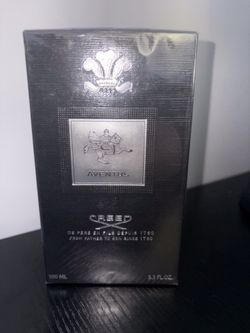 AVENTUS
CREED
DE PERE EN FILS DEPUIS 1760
FROM FATHER TO SON SINCE 1760
100 ML
3.3 FL.OZ.